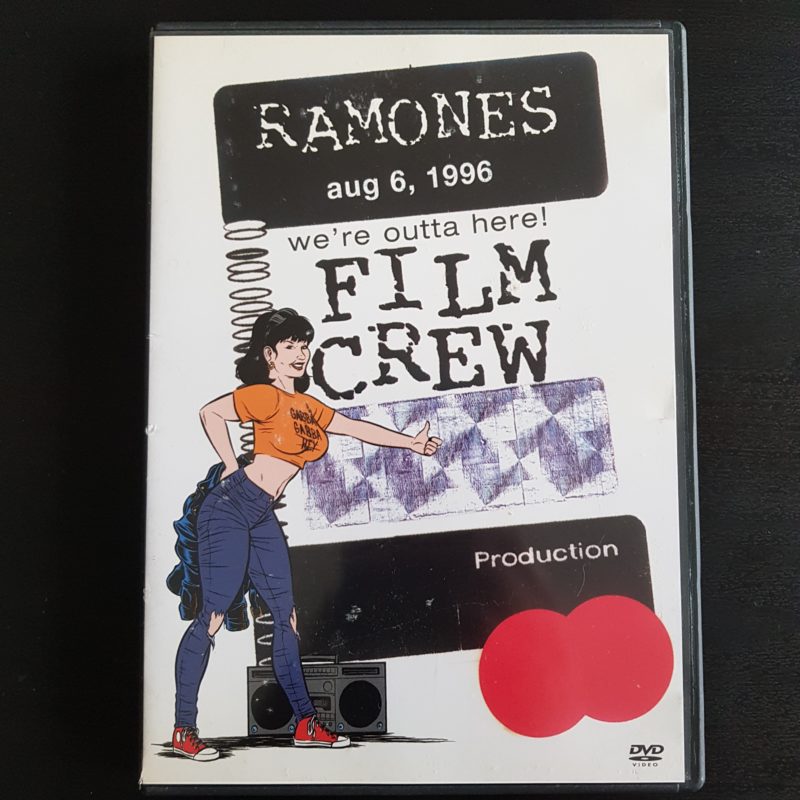 RAMONES
aug 6, 1996
we're outta here!
FILM
CREW
GABBA
GABBA
HEY
Production
DVD
VIDEO